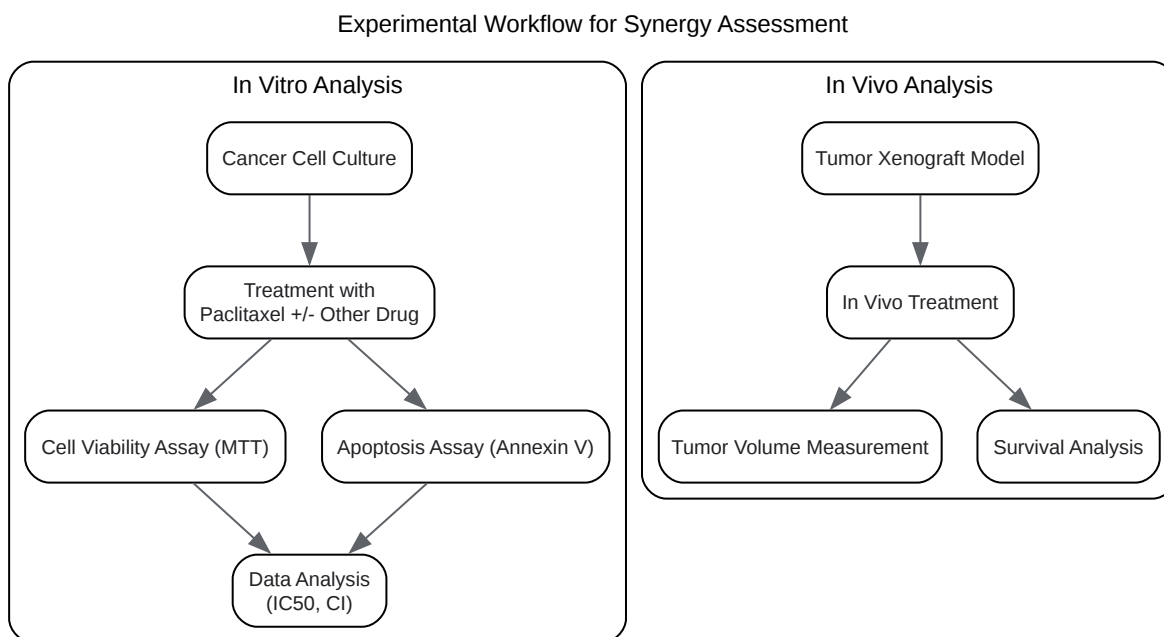 Experimental Workflow for Synergy Assessment
In Vitro Analysis
Cancer Cell Culture
Treatment with
Paclitaxel +/- Other Drug
Cell Viability Assay (MTT)
Apoptosis Assay (Annexin V)
Data Analysis
(IC50, CI)
In Vivo Analysis
Tumor Xenograft Model
In Vivo Treatment
Tumor Volume Measurement
Survival Analysis